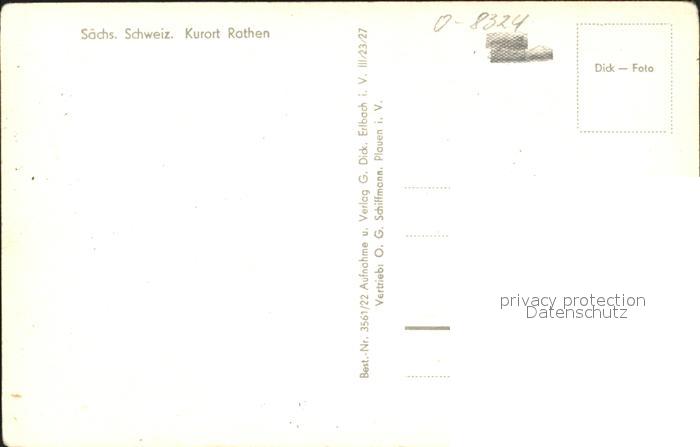 Sächs. Schweiz. Kurort Rathen
O-8324
Dick — Foto
Best.-Nr. 3561/22 Aufnahme u. Verlag G. Dick, Erlbach i. V. III/23/27
Vertrieb: O. G. Schiffmann, Plauen i. V.
privacy protection
Datenschutz